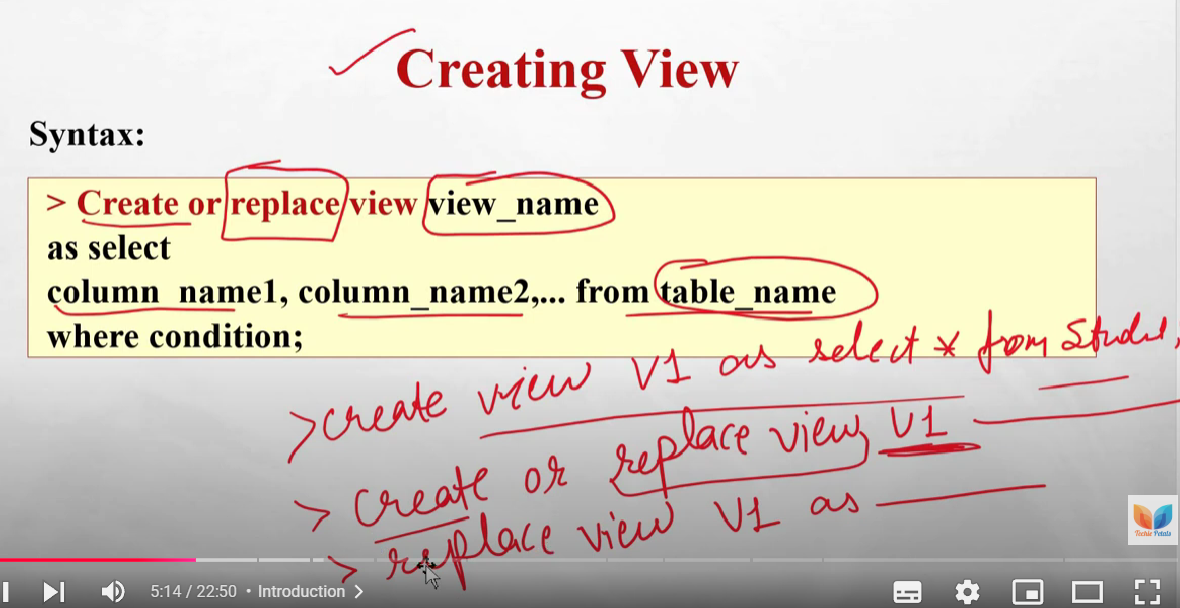 Creating View
Syntax:
> Create or replace view view_name
as select
column_name1, column_name2,... from table_name
where condition;
>create view V1 as select * from
> create or replace view V1
> replace view V1 as
Techie Petals
5:14 / 22:50 • Introduction >